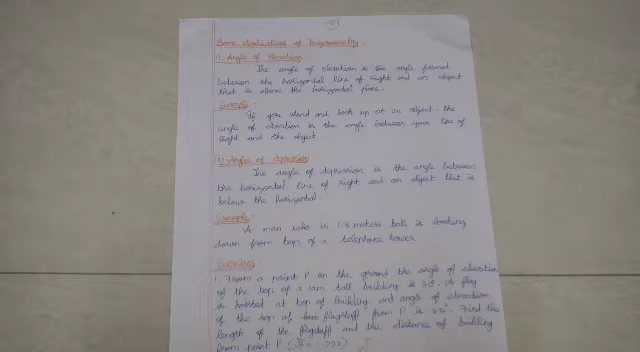 Some Applications of Trigonometry:
i) Angle of Elevation:
The angle of elevation is the angle formed
between the horizontal line of sight and an object
that is above the horizontal plane.
Example:
If you stand and look up at an object. the
angle of elevation is the angle between your line of
sight and the object.
ii) Angle of depression:
The angle of depression is the angle between
the horizontal line of sight and an object that is
below the horizontal.
Example:
A man who is 1.8 meters tall is looking
down from top of a telephone tower
Exercises:
1. From a point P on the ground the angle of elevation
of the top of a 10m tall building is 30°. A flag
is hoisted at top of building and angle of elevation
of the top of flagstaff from P is 45°. Find the
length of the flagstaff and the distance of building
from point P